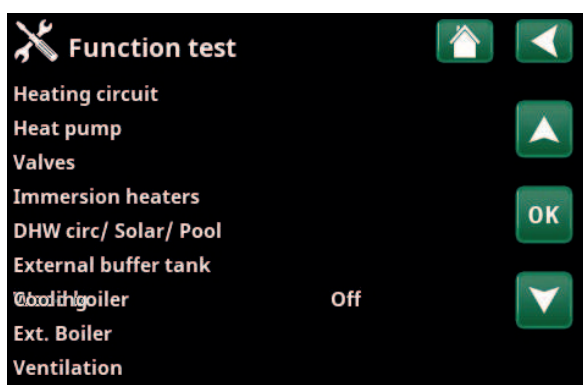 Function test
Heating circuit
Heat pump
Valves
Immersion heaters
DHW circ/ Solar/ Pool
OK
External buffer tank
boiler Off
Ext. Boiler
Ventilation